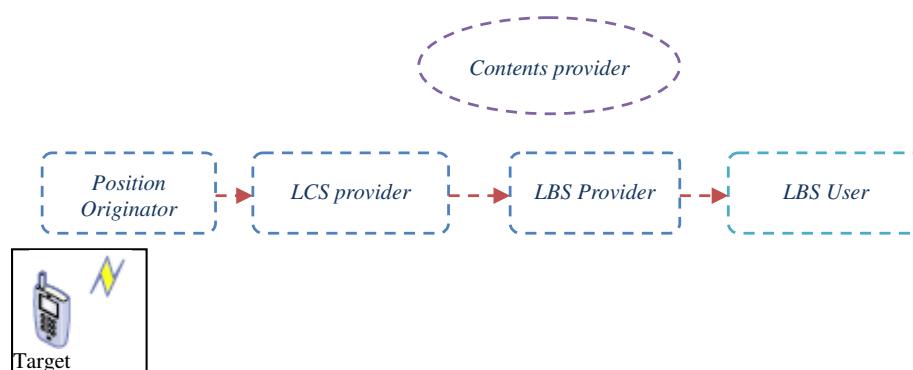 Contents provider
Position
Originator
LCS provider
LBS Provider
LBS User
Target